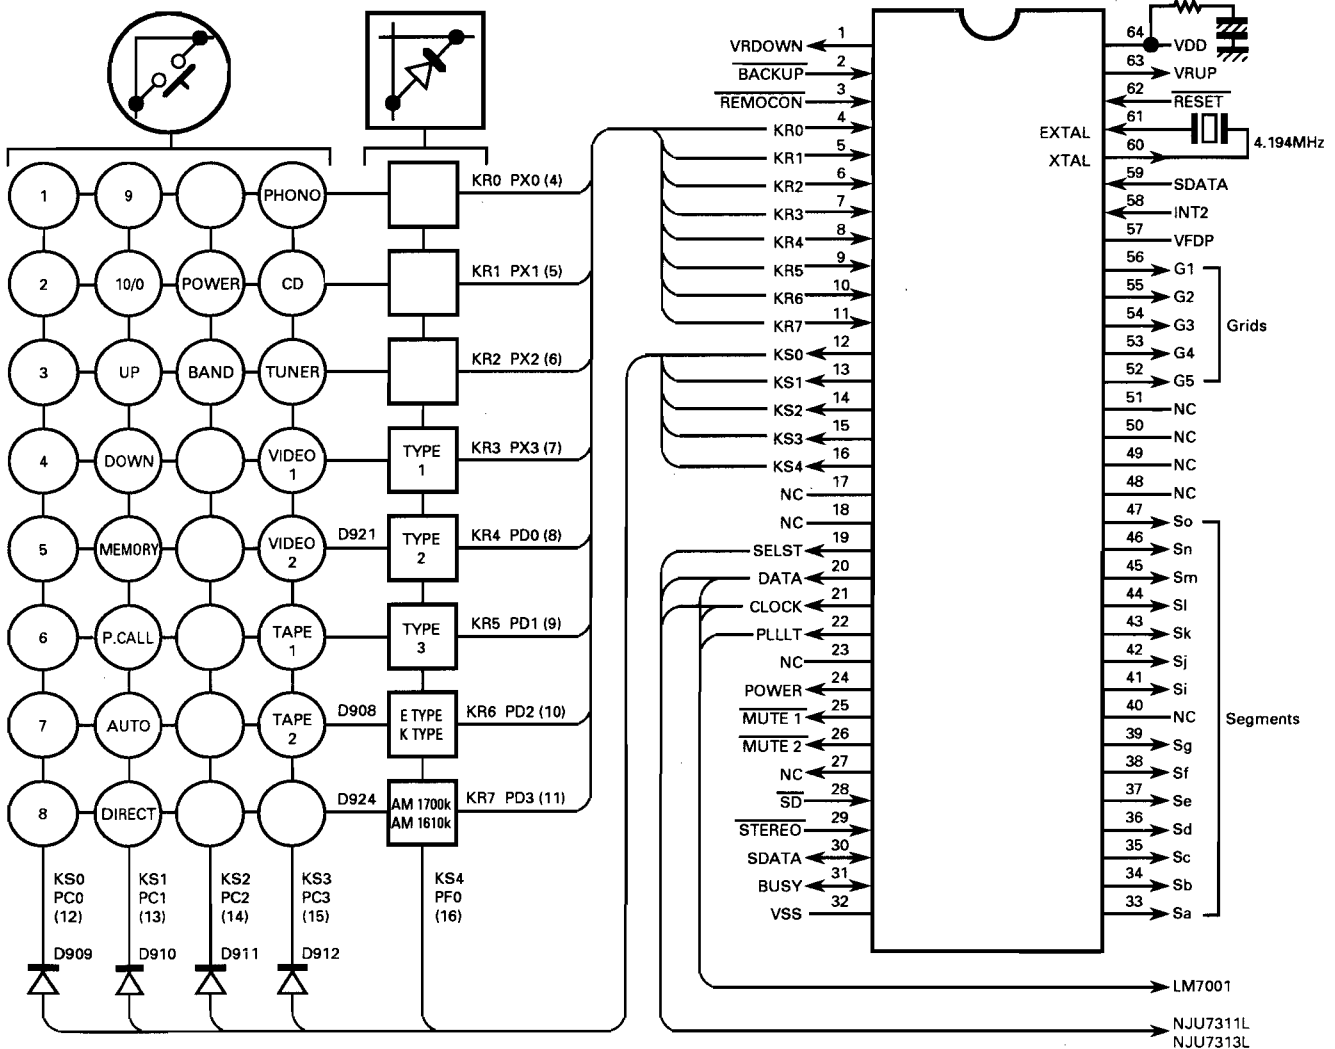 1 9 PHONO KR0 PX0 (4)
2 10/0 POWER CD KR1 PX1 (5)
3 UP BAND TUNER KR2 PX2 (6)
4 DOWN VIDEO 1 TYPE 1 KR3 PX3 (7)
5 MEMORY VIDEO 2 D921 TYPE 2 KR4 PD0 (8)
6 P.CALL TAPE 1 TYPE 3 KR5 PD1 (9)
7 AUTO TAPE 2 D908 E TYPE K TYPE KR6 PD2 (10)
8 DIRECT D924 AM 1700k AM 1610k KR7 PD3 (11)
KS0 KS1 KS2 KS3 KS4
PC0 PC1 PC2 PC3 PF0
(12) (13) (14) (15) (16)
D909 D910 D911 D912
VRDOWN 1
BACKUP 2
REMOCON 3
KR0 4
KR1 5
KR2 6
KR3 7
KR4 8
KR5 9
KR6 10
KR7 11
KS0 12
KS1 13
KS2 14
KS3 15
KS4 16
NC 17
NC 18
SELST 19
DATA 20
CLOCK 21
PLLLT 22
NC 23
POWER 24
MUTE 1 25
MUTE 2 26
NC 27
SD 28
STEREO 29
SDATA 30
BUSY 31
VSS 32
64 VDD
63 VRUP
62 RESET
EXTAL 61
XTAL 60
4.194MHz
59 SDATA
58 INT2
57 VFDP
56 G1
55 G2
54 G3
53 G4
52 G5
Grids
51 NC
50 NC
49 NC
48 NC
47 So
46 Sn
45 Sm
44 Sl
43 Sk
42 Sj
41 Si
40 NC
39 Sg
38 Sf
37 Se
36 Sd
35 Sc
34 Sb
33 Sa
Segments
LM7001
NJU7311L
NJU7313L